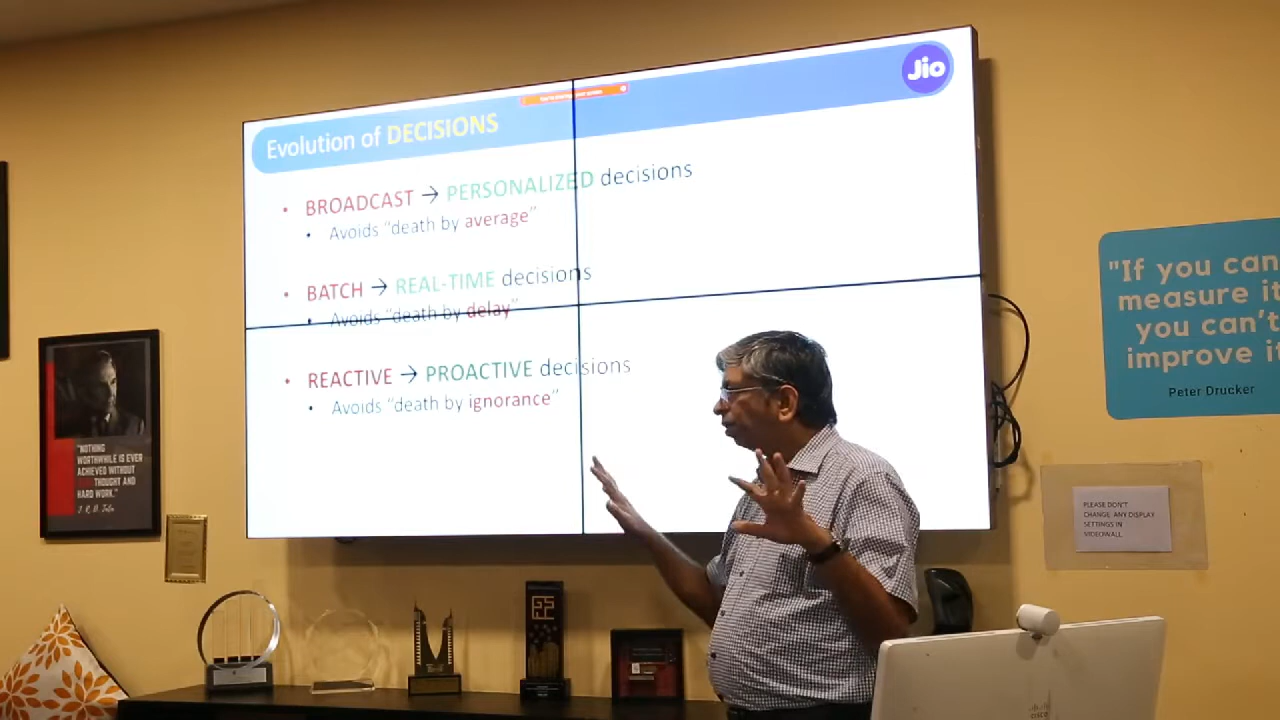 Jio
Evolution of DECISIONS
• BROADCAST → PERSONALIZED decisions
• Avoids “death by average”
• BATCH → REAL-TIME decisions
• Avoids “death by delay”
• REACTIVE → PROACTIVE decisions
• Avoids “death by ignorance”
"If you can
measure it
you can't
improve it
Peter Drucker
"NOTHING
WORTHWHILE IS EVER
ACHIEVED WITHOUT
THOUGHT AND
HARD WORK."
J. R. D. Tata
PLEASE DON'T
CHANGE ANY DISPLAY
SETTINGS IN
VIDEOWALL
CISCO